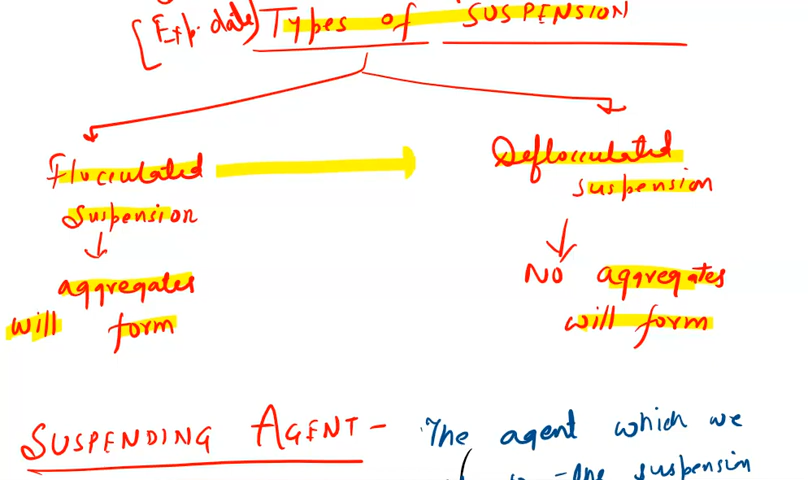 [Exp. date) Types of SUSPENSION
Flocculated
Suspension
aggregates
will form
Deflocculated
suspension
NO aggregates
will form
SUSPENDING AGENT - The agent which we
the suspensin